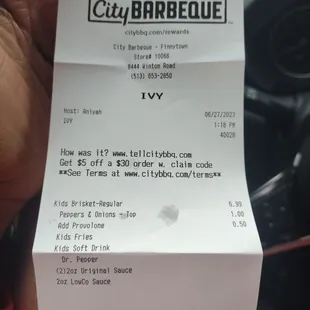 City BARBEQUE
citybbq.com/rewards
City Barbeque - Finneytown
Store# 10066
8444 Winton Road
(513) 653-2850
IVY
Host: Aniyah 06/27/2023
IVY 1:18 PM
40028
How was it? www.tellcitybbq.com
Get $5 off a $30 order w. claim code
**See Terms at www.citybbq.com/terms**
Kids Brisket-Regular 6.99
Peppers & Onions - Top 1.00
Add Provolone 0.50
Kids Fries
Kids Soft Drink
Dr. Pepper
(2)2oz Original Sauce
2oz LowCo Sauce